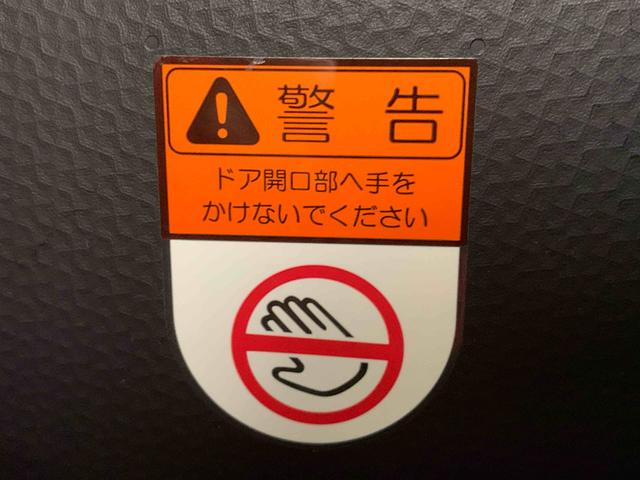 警告
ドア開口部へ手を
かけないでください